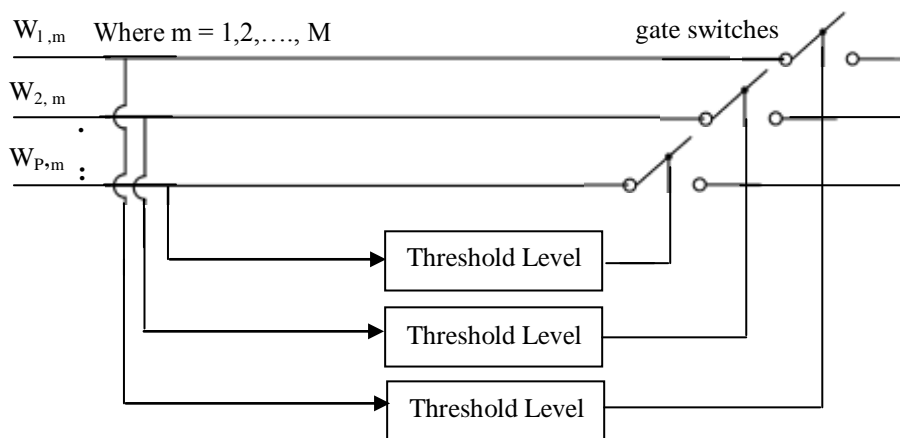 W1,m Where m = 1,2,…., M gate switches
W2, m
:
WP,m :
Threshold Level
Threshold Level
Threshold Level